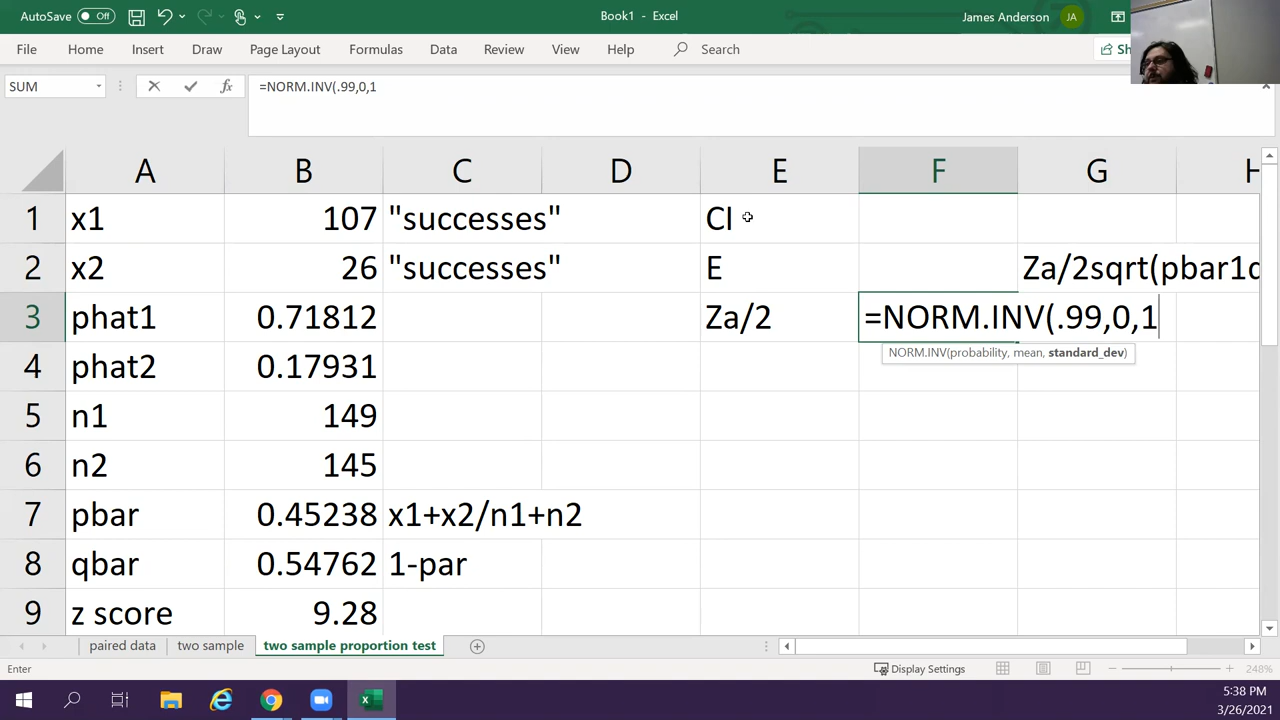 AutoSave Off Book1 - Excel James Anderson JA
File Home Insert Draw Page Layout Formulas Data Review View Help Search Sh
SUM fx =NORM.INV(.99,0,1
A B C D E F G H
1 x1 107 "successes" CI
2 x2 26 "successes" E Za/2sqrt(pbar1c
3 phat1 0.71812 Za/2 =NORM.INV(.99,0,1
NORM.INV(probability, mean, standard_dev)
4 phat2 0.17931
5 n1 149
6 n2 145
7 pbar 0.45238 x1+x2/n1+n2
8 qbar 0.54762 1-par
9 z score 9.28
paired data two sample two sample proportion test
Enter Display Settings 248%
5:38 PM
3/26/2021